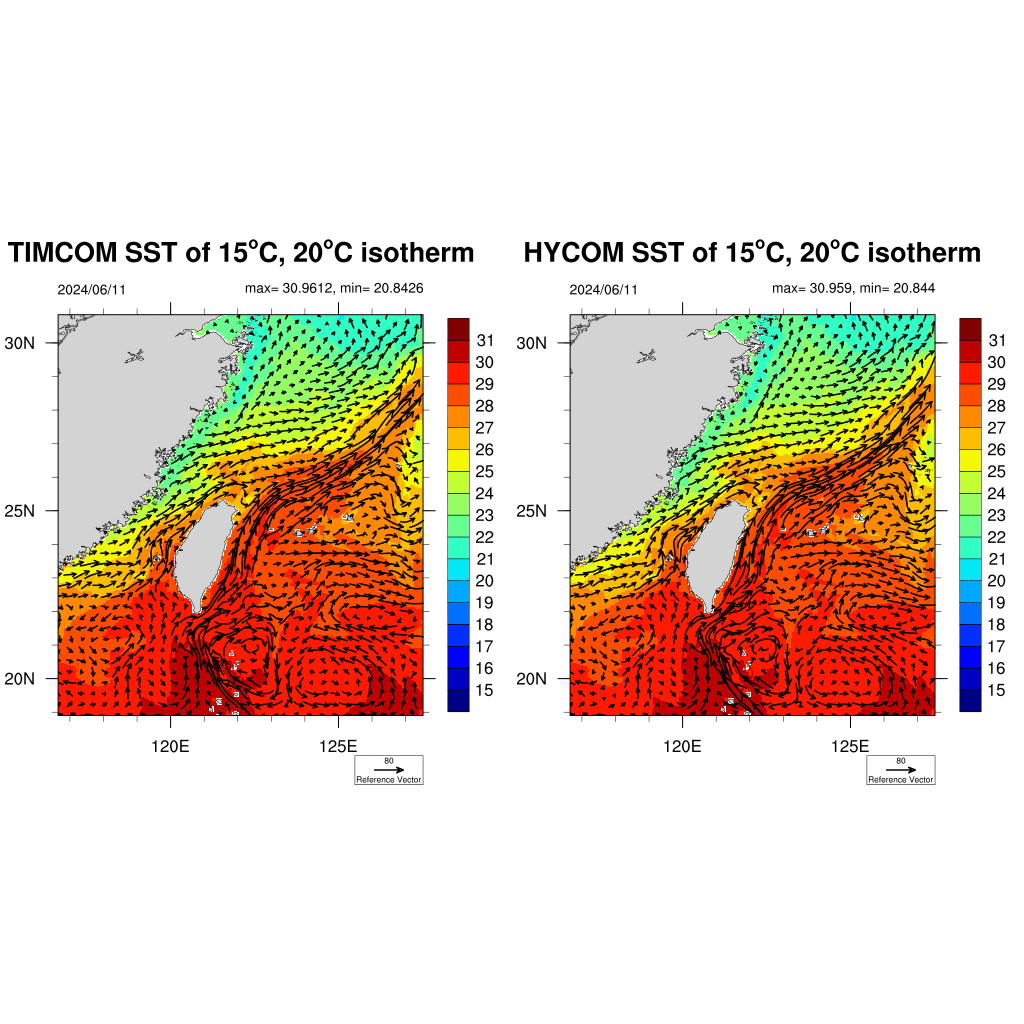 TIMCOM SST of 15°C, 20°C isotherm
2024/06/11
max= 30.9612, min= 20.8426
30N
25N
20N
120E
125E
31
30
29
28
27
26
25
24
23
22
21
20
19
18
17
16
15
80
Reference Vector
HYCOM SST of 15°C, 20°C isotherm
2024/06/11
max= 30.959, min= 20.844
30N
25N
20N
120E
125E
31
30
29
28
27
26
25
24
23
22
21
20
19
18
17
16
15
80
Reference Vector